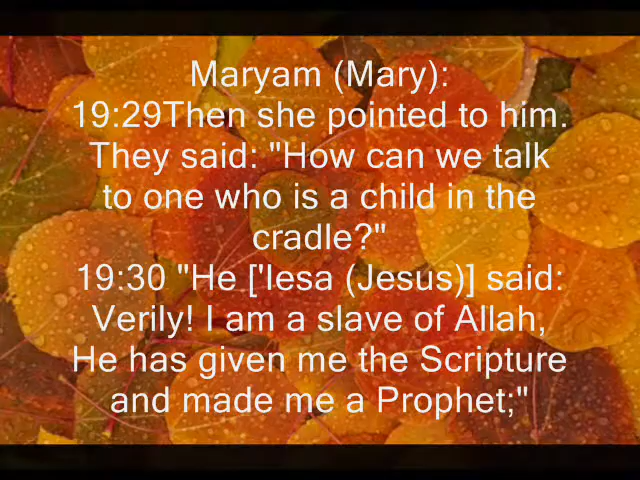 Maryam (Mary):
19:29Then she pointed to him.
They said: "How can we talk
to one who is a child in the
cradle?"
19:30 "He ['Iesa (Jesus)] said:
Verily! I am a slave of Allah,
He has given me the Scripture
and made me a Prophet;"